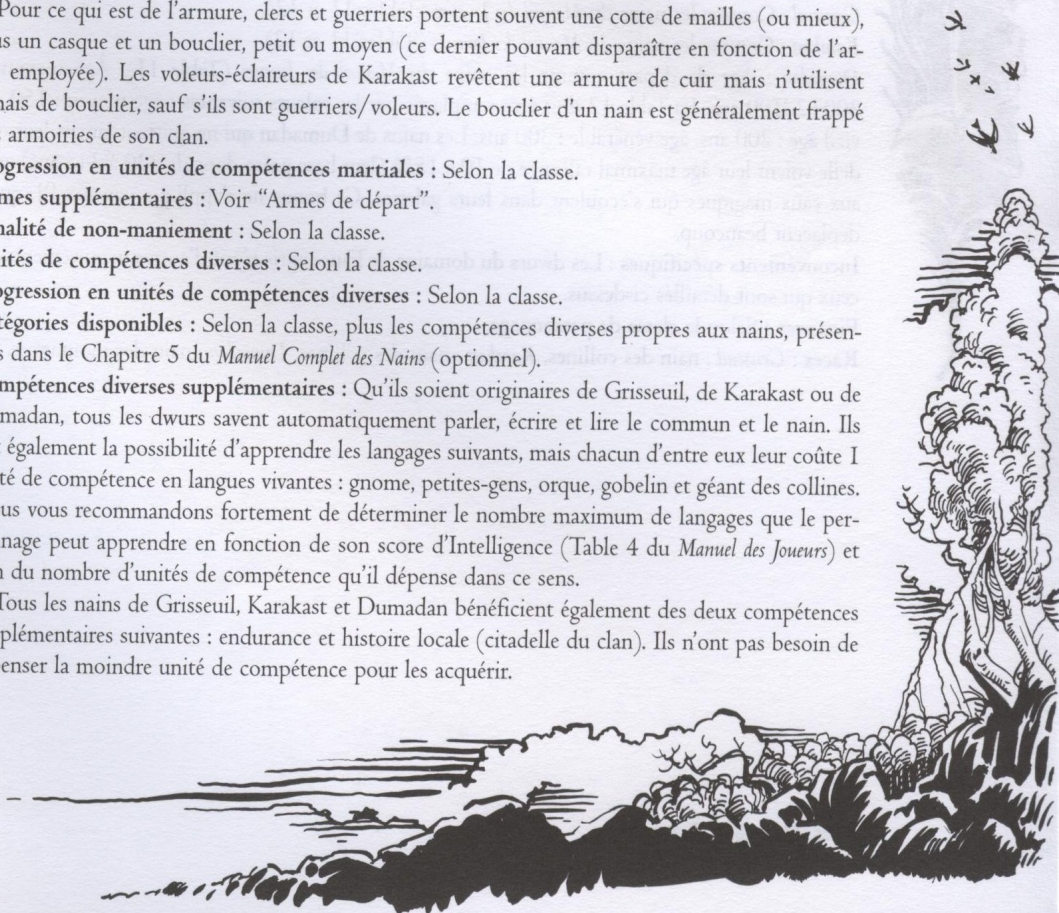 Pour ce qui est de l'armure, clercs et guerriers portent souvent une cotte de mailles (ou mieux),
un casque et un bouclier, petit ou moyen (ce dernier pouvant disparaître en fonction de l'ar-
employée). Les voleurs-éclaireurs de Karakast revêtent une armure de cuir mais n'utilisent
mais de bouclier, sauf s'ils sont guerriers/voleurs. Le bouclier d'un nain est généralement frappé
armoiries de son clan.
ogression en unités de compétences martiales : Selon la classe.
mes supplémentaires : Voir "Armes de départ".
nalité de non-maniement : Selon la classe.
ités de compétences diverses : Selon la classe.
ogression en unités de compétences diverses : Selon la classe.
tégories disponibles : Selon la classe, plus les compétences diverses propres aux nains, présen-
s dans le Chapitre 5 du Manuel Complet des Nains (optionnel).
mpétences diverses supplémentaires : Qu'ils soient originaires de Grisseuil, de Karakast ou de
madan, tous les dwurs savent automatiquement parler, écrire et lire le commun et le nain. Ils
également la possibilité d'apprendre les langages suivants, mais chacun d'entre eux leur coûte I
té de compétence en langues vivantes : gnome, petites-gens, orque, gobelin et géant des collines.
us vous recommandons fortement de déterminer le nombre maximum de langages que le per-
nnage peut apprendre en fonction de son score d'Intelligence (Table 4 du Manuel des Joueurs) et
n du nombre d'unités de compétence qu'il dépense dans ce sens.
Tous les nains de Grisseuil, Karakast et Dumadan bénéficient également des deux compétences
plémentaires suivantes : endurance et histoire locale (citadelle du clan). Ils n'ont pas besoin de
enser la moindre unité de compétence pour les acquérir.